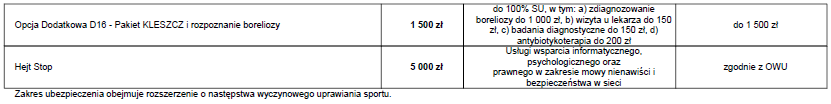 do 100% SU, w tym: a) zdiagnozowanie
boreliozy do 1 000 zł, b) wizyta u lekarza do 150
Opcja Dodatkowa D16 - Pakiet KLESZCZ i rozpoznanie boreliozy 1 500 zł zł, c) badania diagnostyczne do 150 zł, d) do 1 500 zł
antybiotykoterapia do 200 zł
Usługi wsparcia informatycznego,
psychologicznego oraz
Hejt Stop 5 000 zł prawnego w zakresie mowy nienawiści i zgodnie z OWU
bezpieczeństwa w sieci
Zakres ubezpieczenia obejmuje rozszerzenie o następstwa wyczynowego uprawiania sportu.